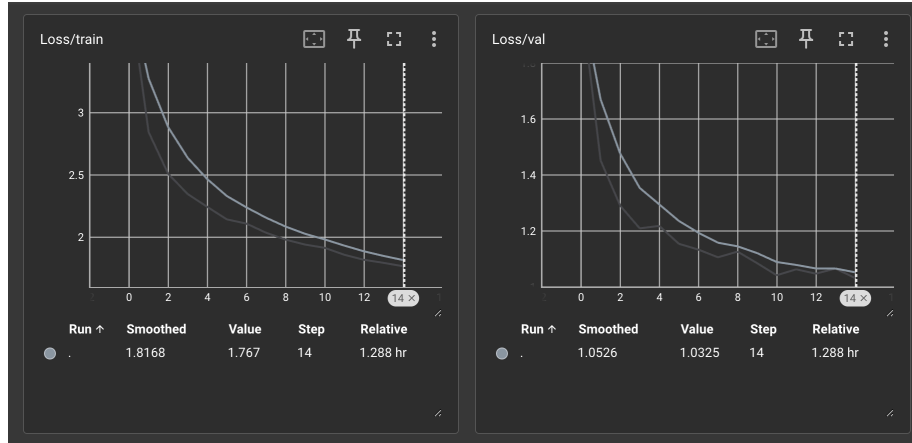 Loss/train
3
2.5
2
0 2 4 6 8 10 12 14 ×
Run ↑ Smoothed Value Step Relative
. 1.8168 1.767 14 1.288 hr
Loss/val
1.8
1.6
1.4
1.2
0 2 4 6 8 10 12 14 ×
Run ↑ Smoothed Value Step Relative
. 1.0526 1.0325 14 1.288 hr